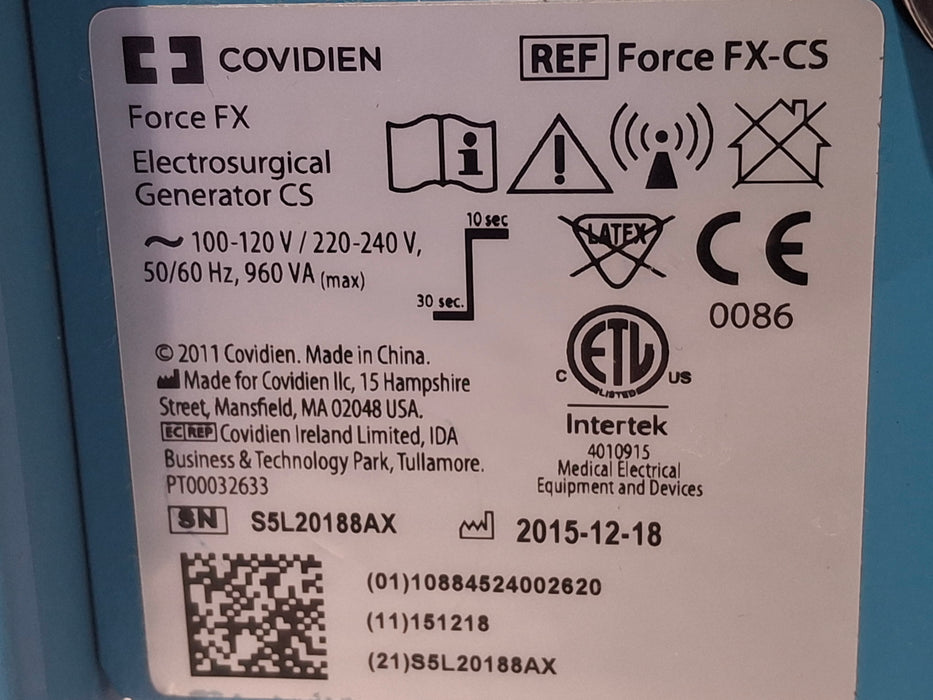 COVIDIEN
REF Force FX-CS
Force FX
Electrosurgical
Generator CS
~ 100-120 V / 220-240 V,
50/60 Hz, 960 VA (max)
10 sec
30 sec.
LATEX
CE
0086
© 2011 Covidien. Made in China.
Made for Covidien llc, 15 Hampshire
Street, Mansfield, MA 02048 USA.
EC REP Covidien Ireland Limited, IDA
Business & Technology Park, Tullamore.
PT00032633
ETL
C US
LISTED
Intertek
4010915
Medical Electrical
Equipment and Devices
SN S5L20188AX
2015-12-18
(01)10884524002620
(11)151218
(21)S5L20188AX